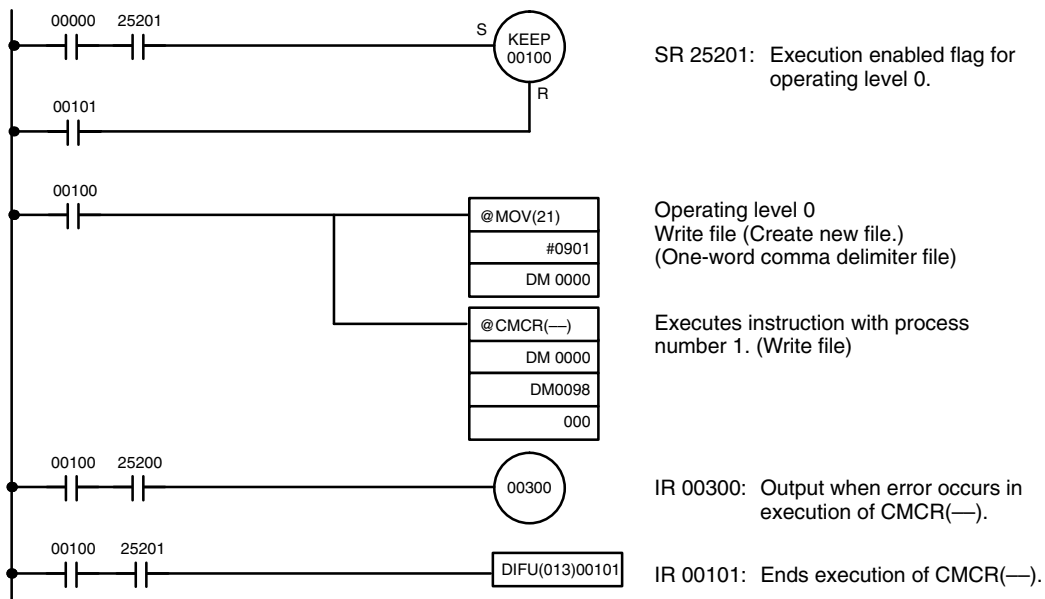 00000 25201
S
KEEP
00100
R
SR 25201: Execution enabled flag for
operating level 0.
00101
00100
@MOV(21)
#0901
DM 0000
Operating level 0
Write file (Create new file.)
(One-word comma delimiter file)
@CMCR(––)
DM 0000
DM0098
000
Executes instruction with process
number 1. (Write file)
00100 25200
00300
IR 00300: Output when error occurs in
execution of CMCR(––).
00100 25201
DIFU(013)00101
IR 00101: Ends execution of CMCR(––).